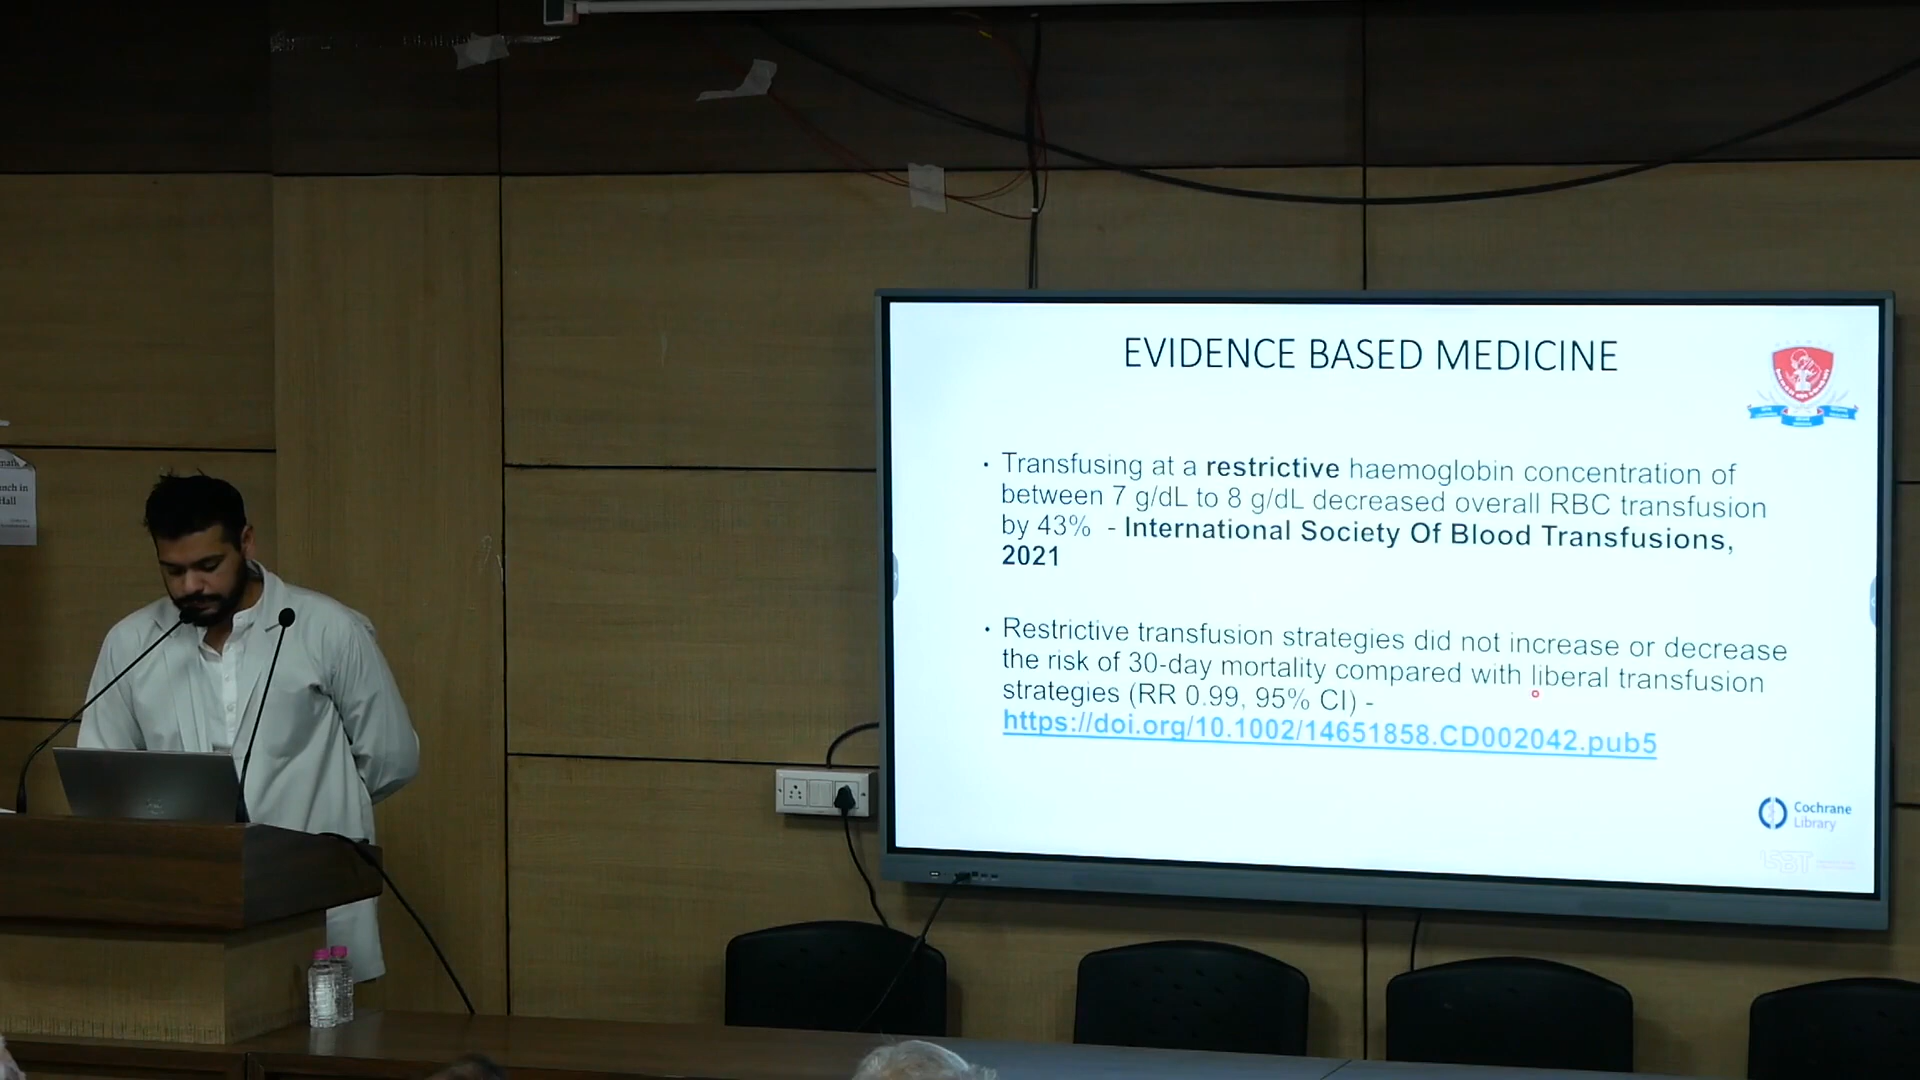 EVIDENCE BASED MEDICINE
• Transfusing at a restrictive haemoglobin concentration of
between 7 g/dL to 8 g/dL decreased overall RBC transfusion
by 43% - International Society Of Blood Transfusions,
2021
• Restrictive transfusion strategies did not increase or decrease
the risk of 30-day mortality compared with liberal transfusion
strategies (RR 0.99, 95% CI) -
https://doi.org/10.1002/14651858.CD002042.pub5
Cochrane
Library
ISBT